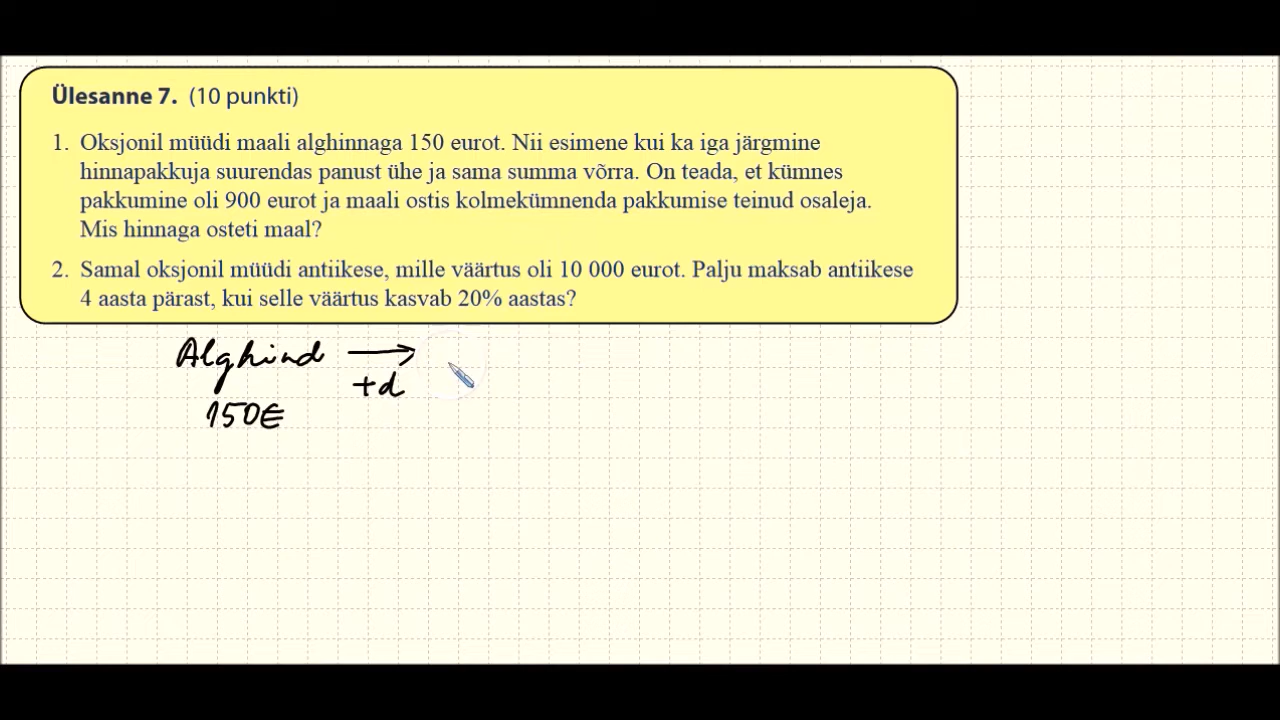 Ülesanne 7. (10 punkti)
1. Oksjonil müüdi maali alghinnaga 150 eurot. Nii esimene kui ka iga järgmine
hinnapakkuja suurendas panust ühe ja sama summa võrra. On teada, et kümnes
pakkumine oli 900 eurot ja maali ostis kolmekümnenda pakkumise teinud osaleja.
Mis hinnaga osteti maal?
2. Samal oksjonil müüdi antiikese, mille väärtus oli 10 000 eurot. Palju maksab antiikese
4 aasta pärast, kui selle väärtus kasvab 20% aastas?
Alghind →
+d
150€